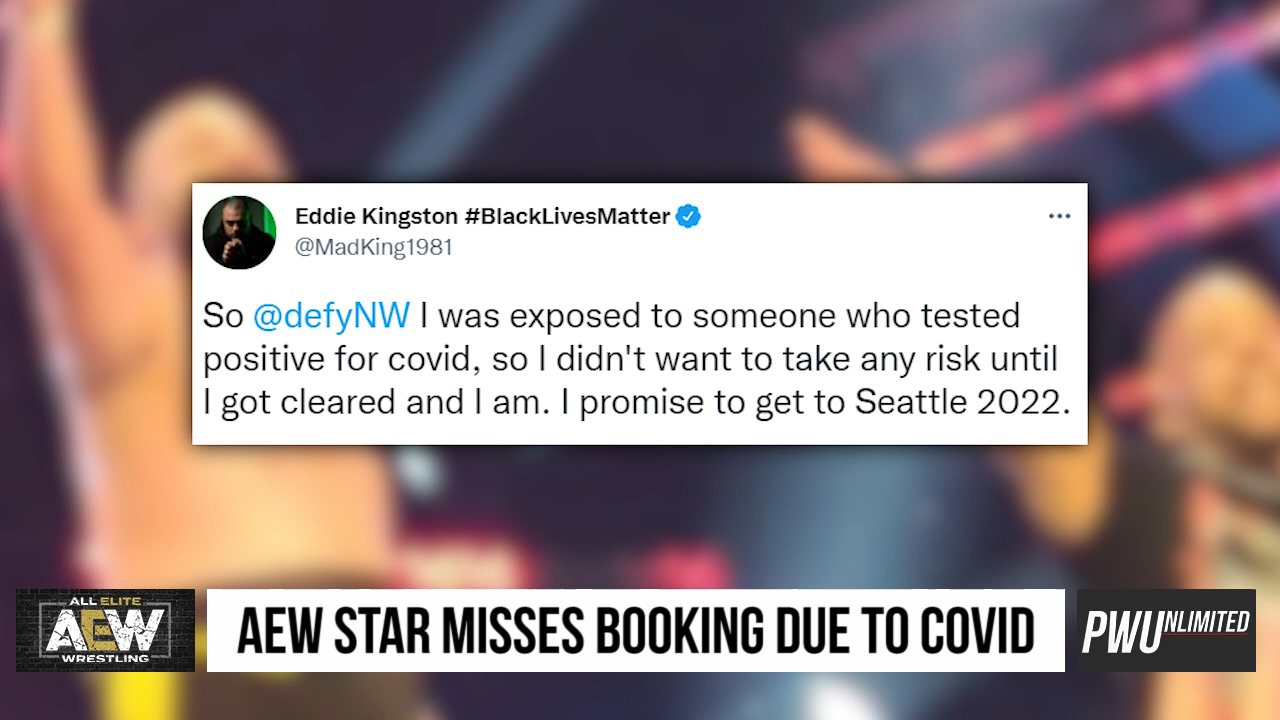 Eddie Kingston #BlackLivesMatter
@MadKing1981
So @defyNW I was exposed to someone who tested
positive for covid, so I didn't want to take any risk until
I got cleared and I am. I promise to get to Seattle 2022.
ALL ELITE
AEW
WRESTLING
AEW STAR MISSES BOOKING DUE TO COVID
PWUNLIMITED